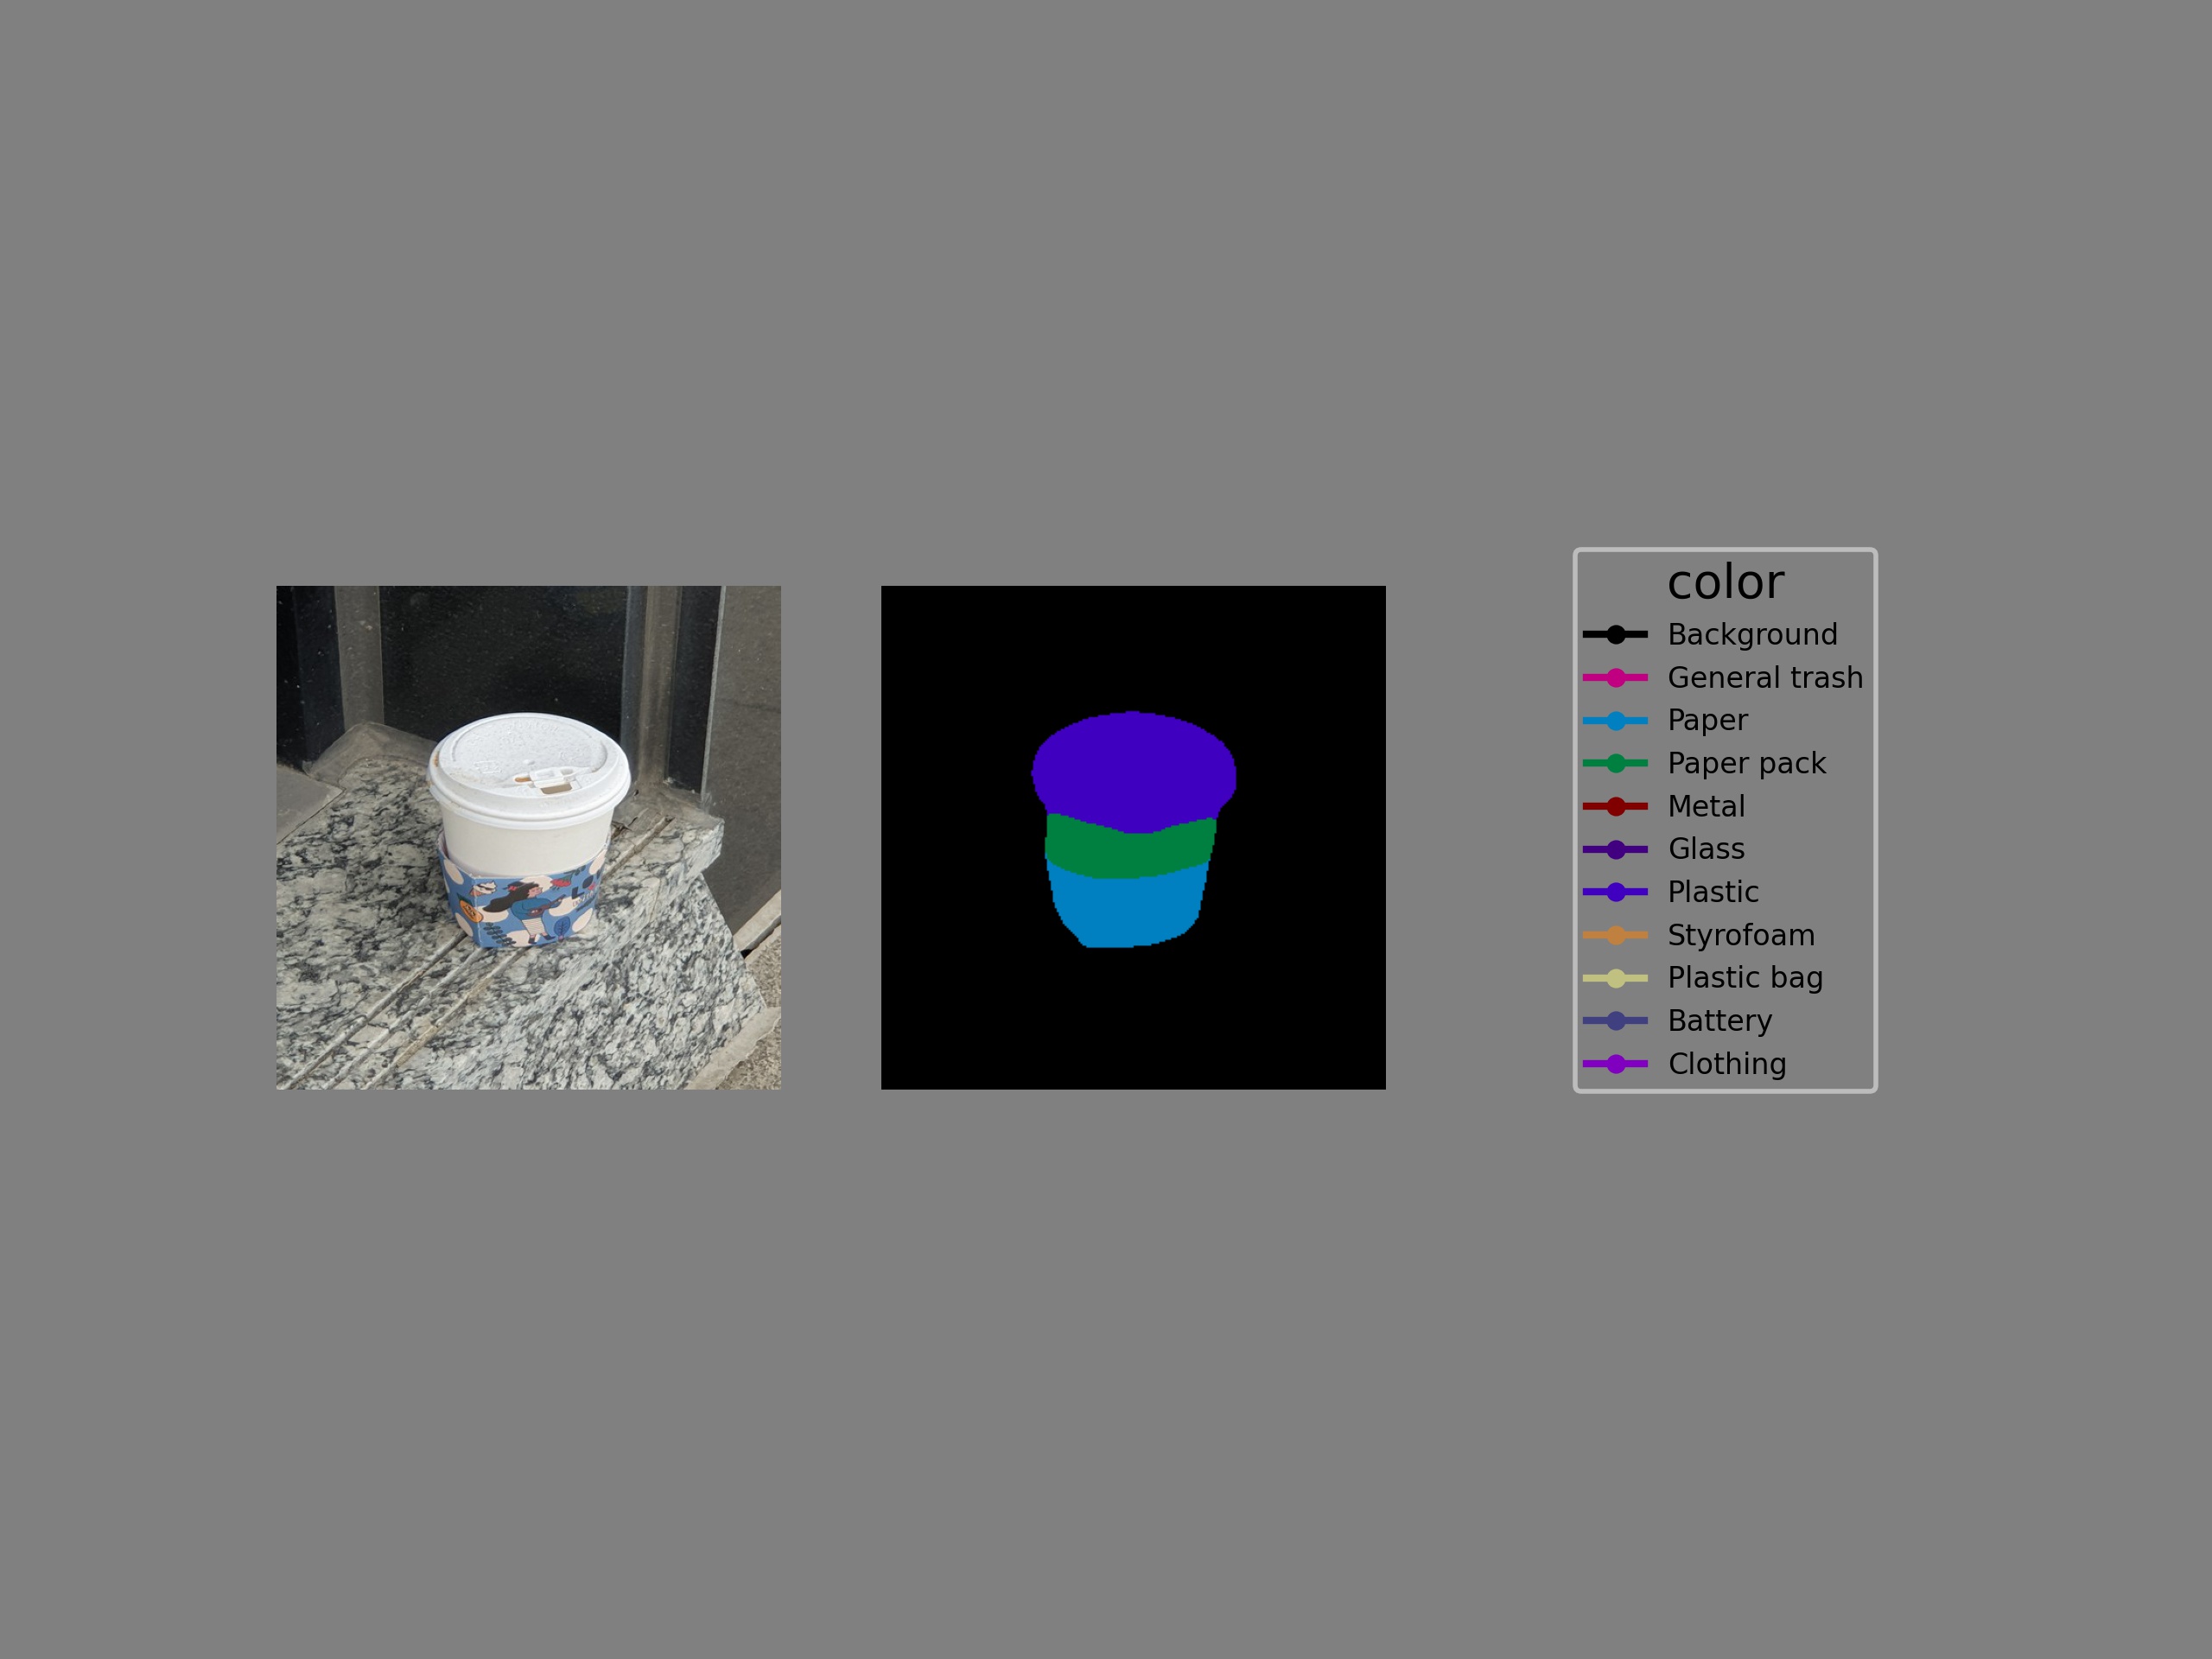 color
Background
General trash
Paper
Paper pack
Metal
Glass
Plastic
Styrofoam
Plastic bag
Battery
Clothing